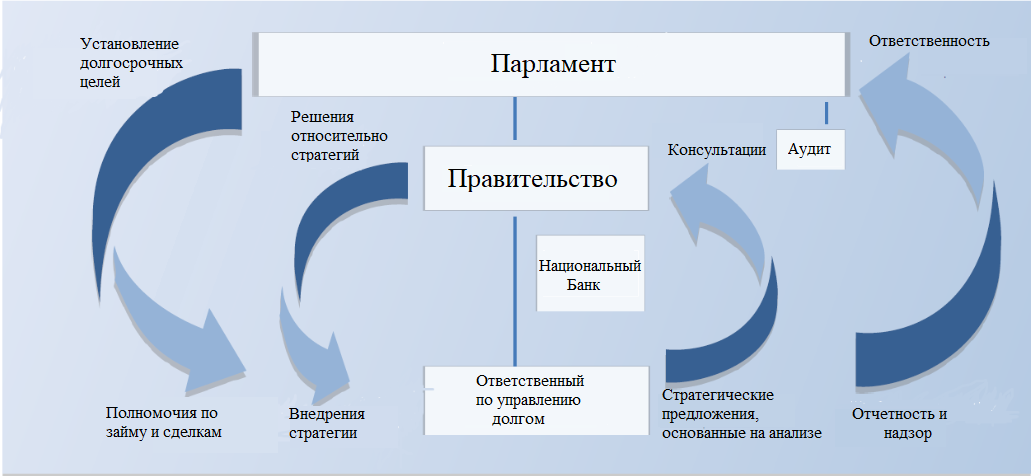 Установление
долгосрочных
целей
Парламент
Ответственность
Решения
относительно
стратегий
Консультации
Аудит
Правительство
Национальный
Банк
Ответственный
по управлению
долгом
Полномочия по
займу и сделкам
Внедрения
стратегии
Стратегические
предложения,
основанные на анализе
Отчетность и
надзор